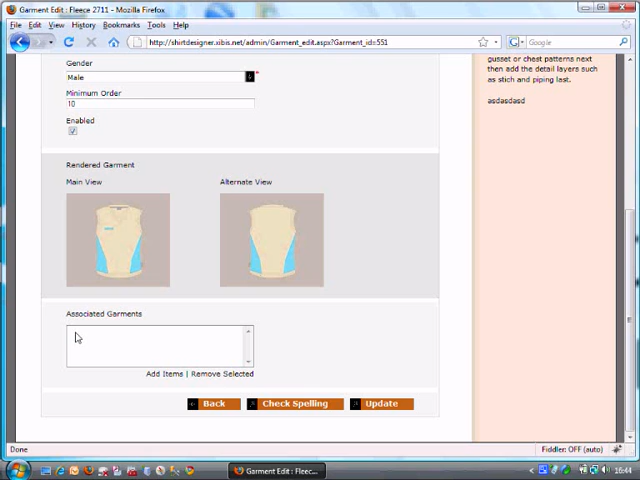 Garment Edit : Fleece 2711 - Mozilla Firefox
File Edit View History Bookmarks Tools Help
http://shirtdesigner.xibis.net/admin/Garment_edit.aspx?Garment_id=551
Google
Gender
Male
*
Minimum Order
10
Enabled
gusset or chest patterns next
then add the detail layers such
as stich and piping last.
asdasdasd
Rendered Garment
Main View
Alternate View
Associated Garments
Add Items | Remove Selected
Back
Check Spelling
Update
Done
Fiddler: OFF (auto)
Garment Edit : Fleec...
16:44